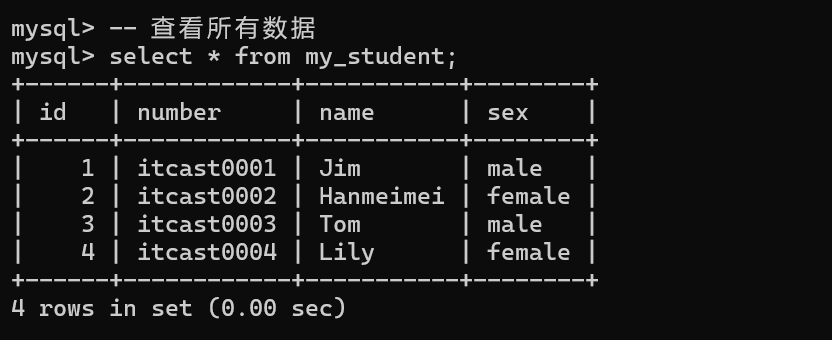 mysql> -- 查看所有数据
mysql> select * from my_student;
+------+------------+-----------+--------+
| id   | number     | name      | sex    |
+------+------------+-----------+--------+
|    1 | itcast0001 | Jim       | male   |
|    2 | itcast0002 | Hanmeimei | female |
|    3 | itcast0003 | Tom       | male   |
|    4 | itcast0004 | Lily      | female |
+------+------------+-----------+--------+
4 rows in set (0.00 sec)